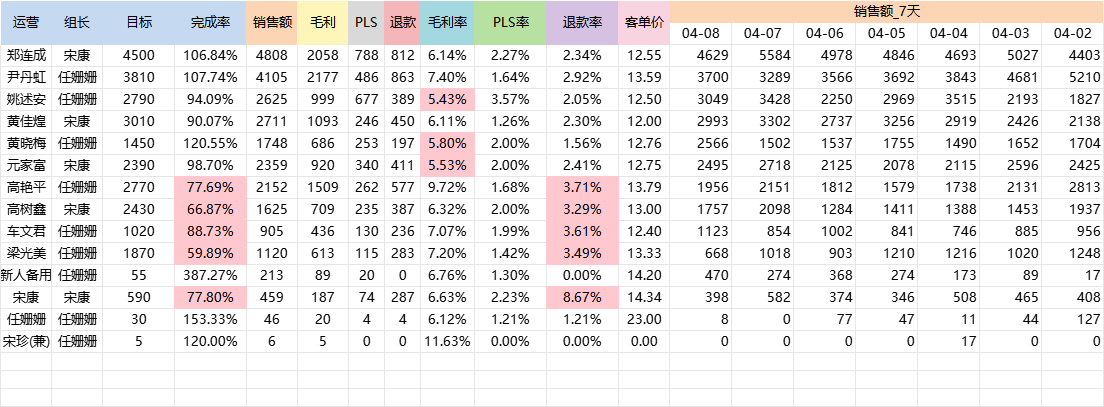 运营 组长 目标 完成率 销售额 毛利 PLS 退款 毛利率 PLS率 退款率 客单价 销售额_7天
04-08 04-07 04-06 04-05 04-04 04-03 04-02
郑连成 宋康 4500 106.84% 4808 2058 788 812 6.14% 2.27% 2.34% 12.55 4629 5584 4978 4846 4693 5027 4403
尹丹虹 任姗姗 3810 107.74% 4105 2177 486 863 7.40% 1.64% 2.92% 13.59 3700 3289 3566 3692 3843 4681 5210
姚述安 任姗姗 2790 94.09% 2625 999 677 389 5.43% 3.57% 2.05% 12.50 3049 3428 2250 2969 3515 2193 1827
黄佳煌 宋康 3010 90.07% 2711 1093 246 450 6.11% 1.26% 2.30% 12.00 2993 3302 2737 3256 2919 2426 2138
黄晓梅 任姗姗 1450 120.55% 1748 686 253 197 5.80% 2.00% 1.56% 12.76 2566 1502 1537 1755 1490 1652 1704
元家富 宋康 2390 98.70% 2359 920 340 411 5.53% 2.00% 2.41% 12.75 2495 2718 2125 2078 2115 2596 2425
高艳平 任姗姗 2770 77.69% 2152 1509 262 577 9.72% 1.68% 3.71% 13.79 1956 2151 1812 1579 1738 2131 2813
高树鑫 宋康 2430 66.87% 1625 709 235 387 6.32% 2.00% 3.29% 13.00 1757 2098 1284 1411 1388 1453 1937
车文君 任姗姗 1020 88.73% 905 436 130 236 7.07% 1.99% 3.61% 12.40 1123 854 1002 841 746 885 956
梁光美 任姗姗 1870 59.89% 1120 613 115 283 7.20% 1.42% 3.49% 13.33 668 1018 903 1210 1216 1020 1248
新人备用 任姗姗 55 387.27% 213 89 20 0 6.76% 1.30% 0.00% 14.20 470 274 368 274 173 89 17
宋康 宋康 590 77.80% 459 187 74 287 6.63% 2.23% 8.67% 14.34 398 582 374 346 508 465 408
任姗姗 任姗姗 30 153.33% 46 20 4 4 6.12% 1.21% 1.21% 23.00 8 0 77 47 11 44 127
宋珍(兼) 任姗姗 5 120.00% 6 5 0 0 11.63% 0.00% 0.00% 0.00 0 0 0 0 17 0 0